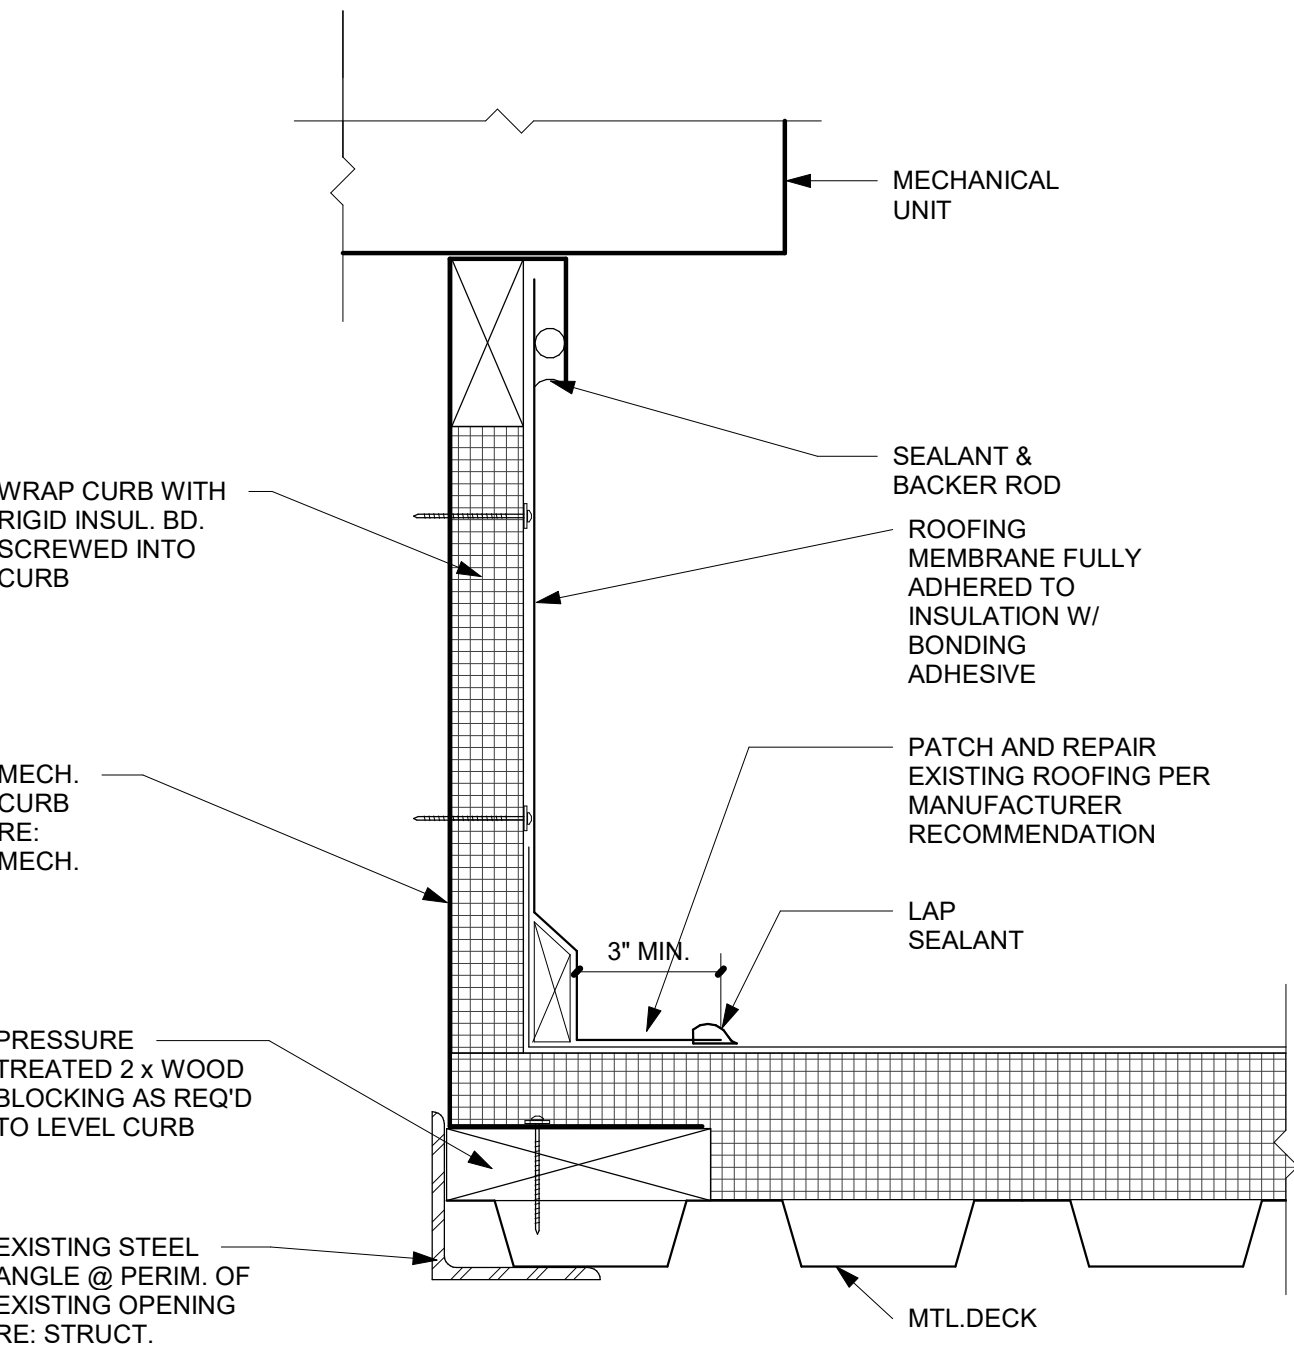 MECHANICAL
UNIT
SEALANT &
BACKER ROD
WRAP CURB WITH
RIGID INSUL. BD.
SCREWED INTO
CURB
ROOFING
MEMBRANE FULLY
ADHERED TO
INSULATION W/
BONDING
ADHESIVE
PATCH AND REPAIR
EXISTING ROOFING PER
MANUFACTURER
RECOMMENDATION
MECH.
CURB
RE:
MECH.
LAP
SEALANT
3" MIN.
PRESSURE
TREATED 2 x WOOD
BLOCKING AS REQ'D
TO LEVEL CURB
EXISTING STEEL
ANGLE @ PERIM. OF
EXISTING OPENING
RE: STRUCT.
MTL.DECK